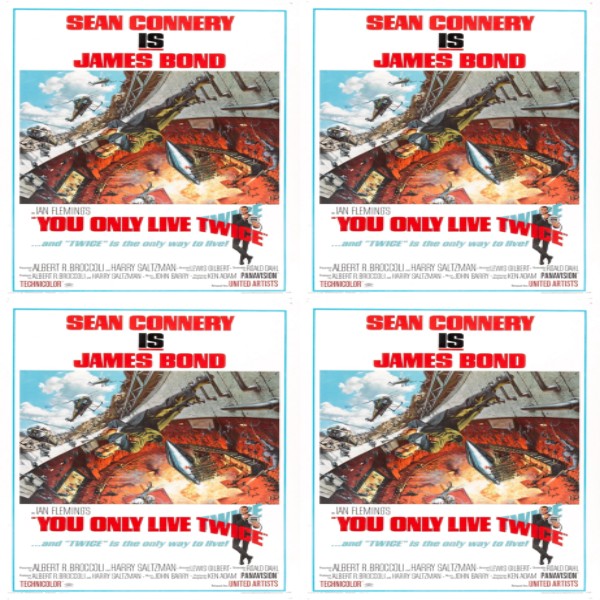 SEAN CONNERY
IS
JAMES BOND
IAN FLEMING'S
"YOU ONLY LIVE TWICE"
TWICE
...and "TWICE" is the only way to live!
ALBERT R. BROCCOLI HARRY SALTZMAN LEWIS GILBERT ROALD DAHL
ALBERT R. BROCCOLI HARRY SALTZMAN JOHN BARRY KEN ADAM PANAVISION
TECHNICOLOR UNITED ARTISTS
SEAN CONNERY
IS
JAMES BOND
IAN FLEMING'S
"YOU ONLY LIVE TWICE"
TWICE
...and "TWICE" is the only way to live!
ALBERT R. BROCCOLI HARRY SALTZMAN LEWIS GILBERT ROALD DAHL
ALBERT R. BROCCOLI HARRY SALTZMAN JOHN BARRY KEN ADAM PANAVISION
TECHNICOLOR UNITED ARTISTS
SEAN CONNERY
IS
JAMES BOND
IAN FLEMING'S
"YOU ONLY LIVE TWICE"
TWICE
...and "TWICE" is the only way to live!
ALBERT R. BROCCOLI HARRY SALTZMAN LEWIS GILBERT ROALD DAHL
ALBERT R. BROCCOLI HARRY SALTZMAN JOHN BARRY KEN ADAM PANAVISION
TECHNICOLOR UNITED ARTISTS
SEAN CONNERY
IS
JAMES BOND
IAN FLEMING'S
"YOU ONLY LIVE TWICE"
TWICE
...and "TWICE" is the only way to live!
ALBERT R. BROCCOLI HARRY SALTZMAN LEWIS GILBERT ROALD DAHL
ALBERT R. BROCCOLI HARRY SALTZMAN JOHN BARRY KEN ADAM PANAVISION
TECHNICOLOR UNITED ARTISTS